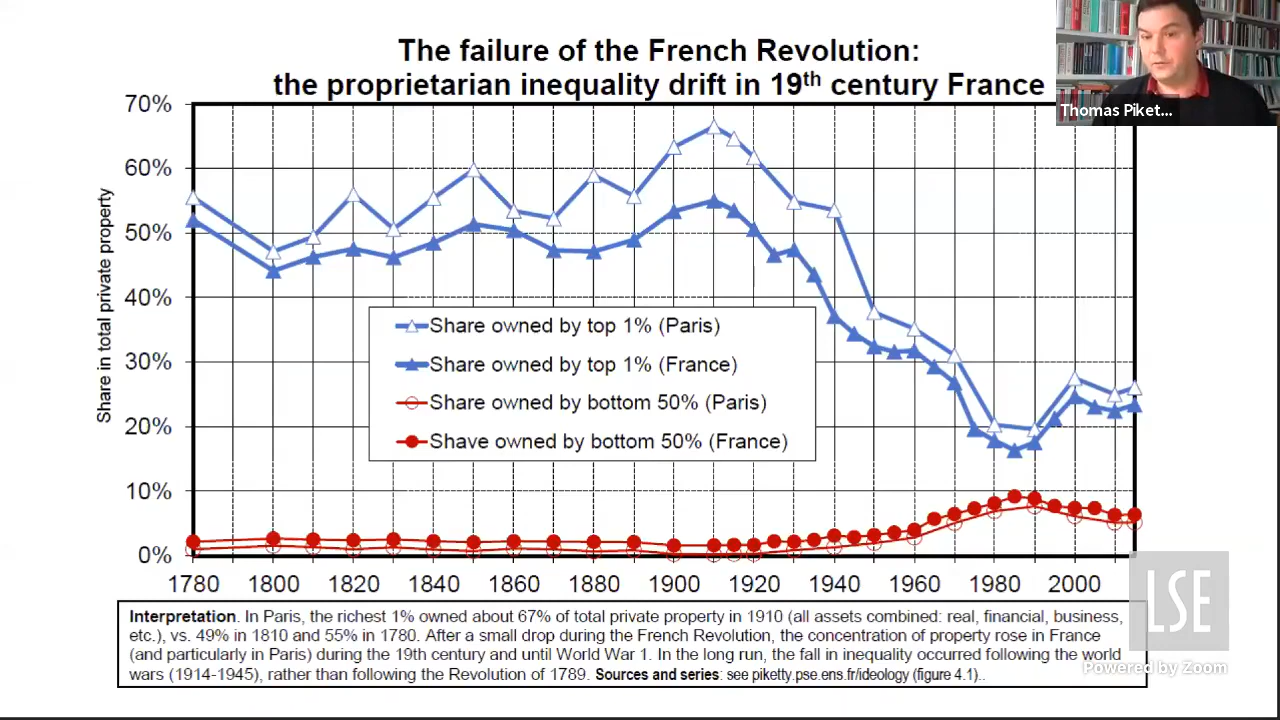 The failure of the French Revolution:
the proprietarian inequality drift in 19th century France
Thomas Piket...
Share in total private property
70%
60%
50%
40%
30%
20%
10%
0%
Share owned by top 1% (Paris)
Share owned by top 1% (France)
Share owned by bottom 50% (Paris)
Shave owned by bottom 50% (France)
1780 1800 1820 1840 1860 1880 1900 1920 1940 1960 1980 2000
Interpretation. In Paris, the richest 1% owned about 67% of total private property in 1910 (all assets combined: real, financial, business,
etc.), vs. 49% in 1810 and 55% in 1780. After a small drop during the French Revolution, the concentration of property rose in France
(and particularly in Paris) during the 19th century and until World War 1. In the long run, the fall in inequality occurred following the world
wars (1914-1945), rather than following the Revolution of 1789. Sources and series: see piketty.pse.ens.fr/ideology (figure 4.1)..
LSE
Powered by Zoom